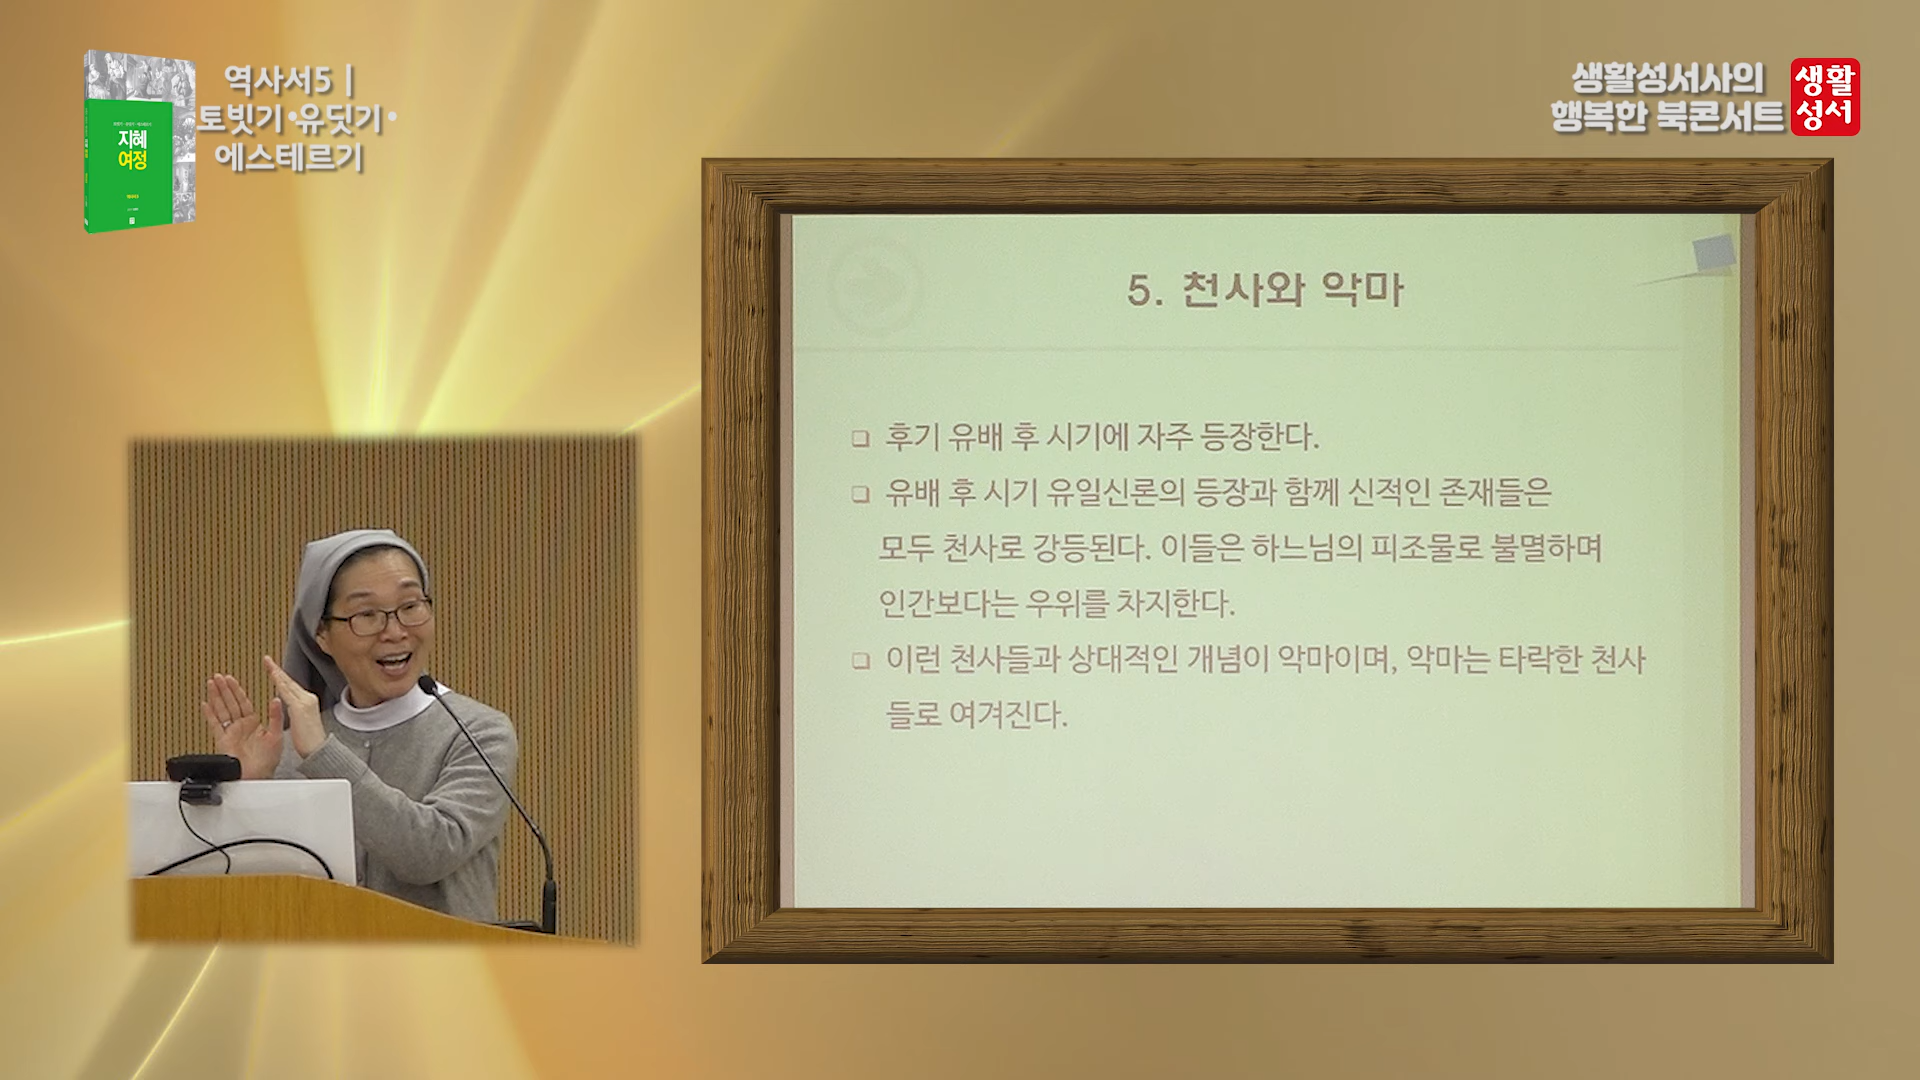 역사서5 |
토빗기·유딧기·
에스테르기
지혜
여정
생활성서사의
행복한 북콘서트
생활
성서
5. 천사와 악마
❑ 후기 유배 후 시기에 자주 등장한다.
❑ 유배 후 시기 유일신론의 등장과 함께 신적인 존재들은
모두 천사로 강등된다. 이들은 하느님의 피조물로 불멸하며
인간보다는 우위를 차지한다.
❑ 이런 천사들과 상대적인 개념이 악마이며, 악마는 타락한 천사
들로 여겨진다.